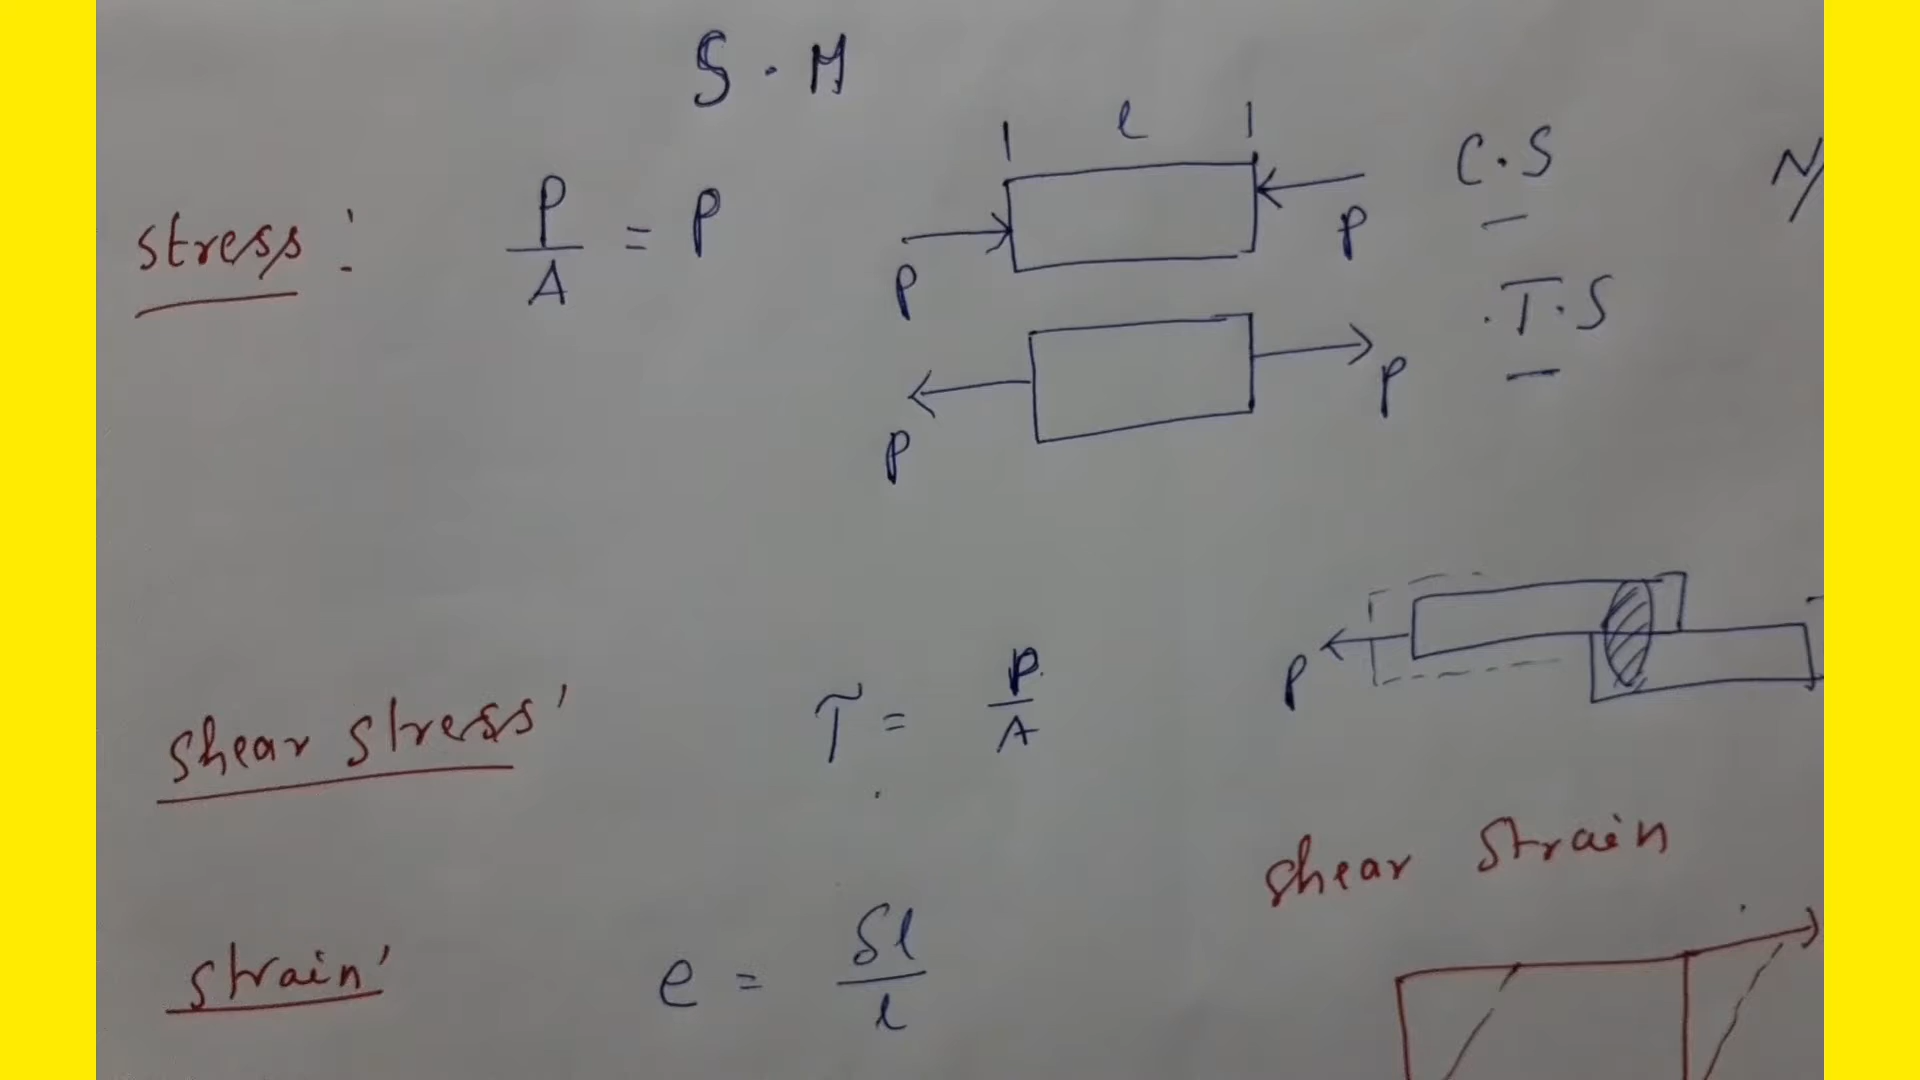 S.M
l
stress: P/A = P
P
P
C.S
N/
P
P
T.S
shear stress' τ = P/A
P
shear strain
strain' e = δl/l